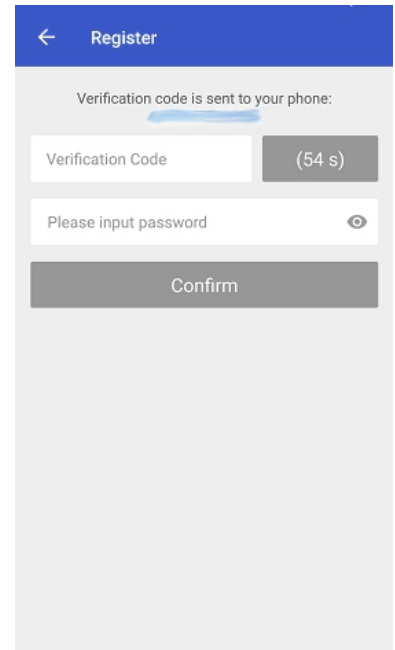 Register
Verification code is sent to your phone:
Verification Code
(54 s)
Please input password
Confirm